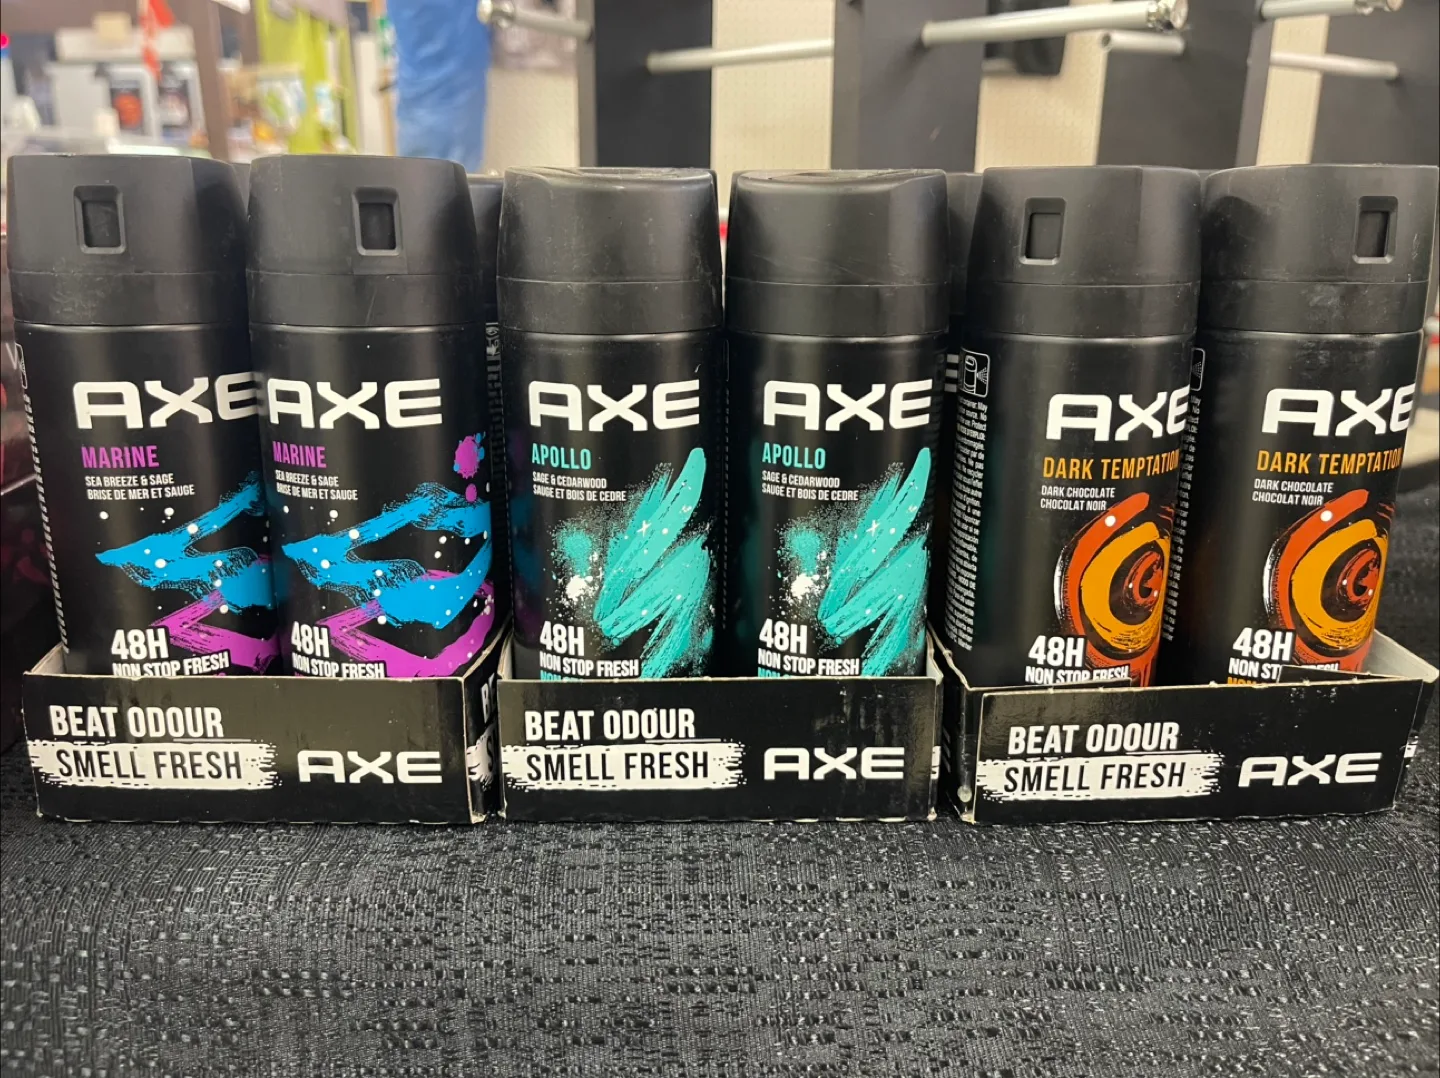 AXE
MARINE
SEA BREEZE & SAGE
BRISE DE MER ET SAUGE
48H
NON STOP FRESH
AXE
MARINE
SEA BREEZE & SAGE
BRISE DE MER ET SAUGE
48H
NON STOP FRESH
AXE
APOLLO
SAGE & CEDARWOOD
SAUGE ET BOIS DE CEDRE
48H
NON STOP FRESH
AXE
APOLLO
SAGE & CEDARWOOD
SAUGE ET BOIS DE CEDRE
48H
NON STOP FRESH
AXE
DARK TEMPTATION
DARK CHOCOLATE
CHOCOLAT NOIR
48H
NON STOP FRESH
AXE
DARK TEMPTATION
DARK CHOCOLATE
CHOCOLAT NOIR
48H
NON ST FRESH
BEAT ODOUR
SMELL FRESH
AXE
BEAT ODOUR
SMELL FRESH
AXE
BEAT ODOUR
SMELL FRESH
AXE